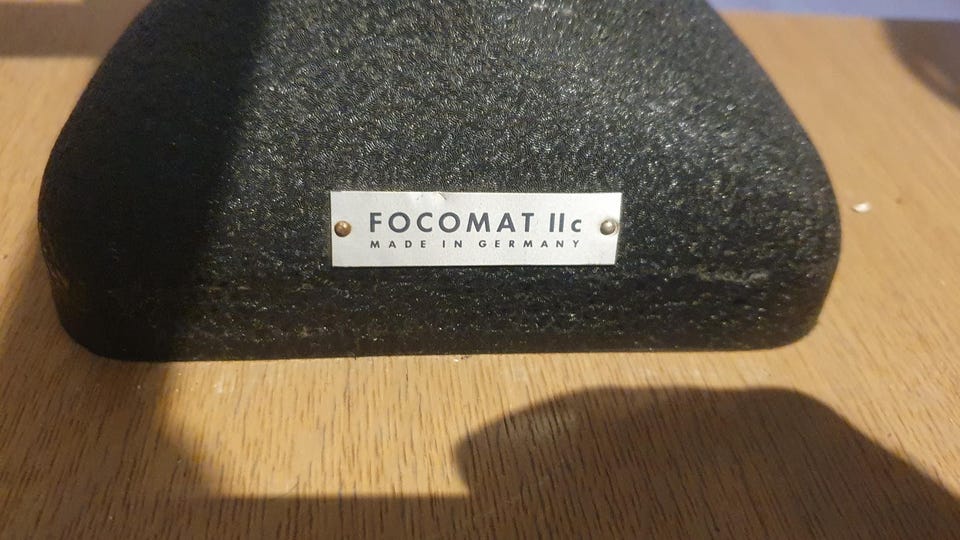 FOCOMAT IIc
MADE IN GERMANY